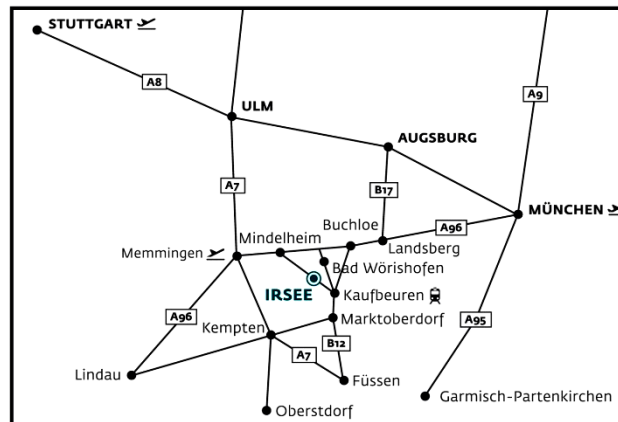 STUTTGART
A8
A9
ULM
AUGSBURG
A7
B17
MÜNCHEN
Buchloe
A96
Mindelheim
Landsberg
Memmingen
Bad Wörishofen
IRSEE
Kaufbeuren
A96
Kempten
Marktoberdorf
A95
B12
A7
Lindau
Füssen
Garmisch-Partenkirchen
Oberstdorf